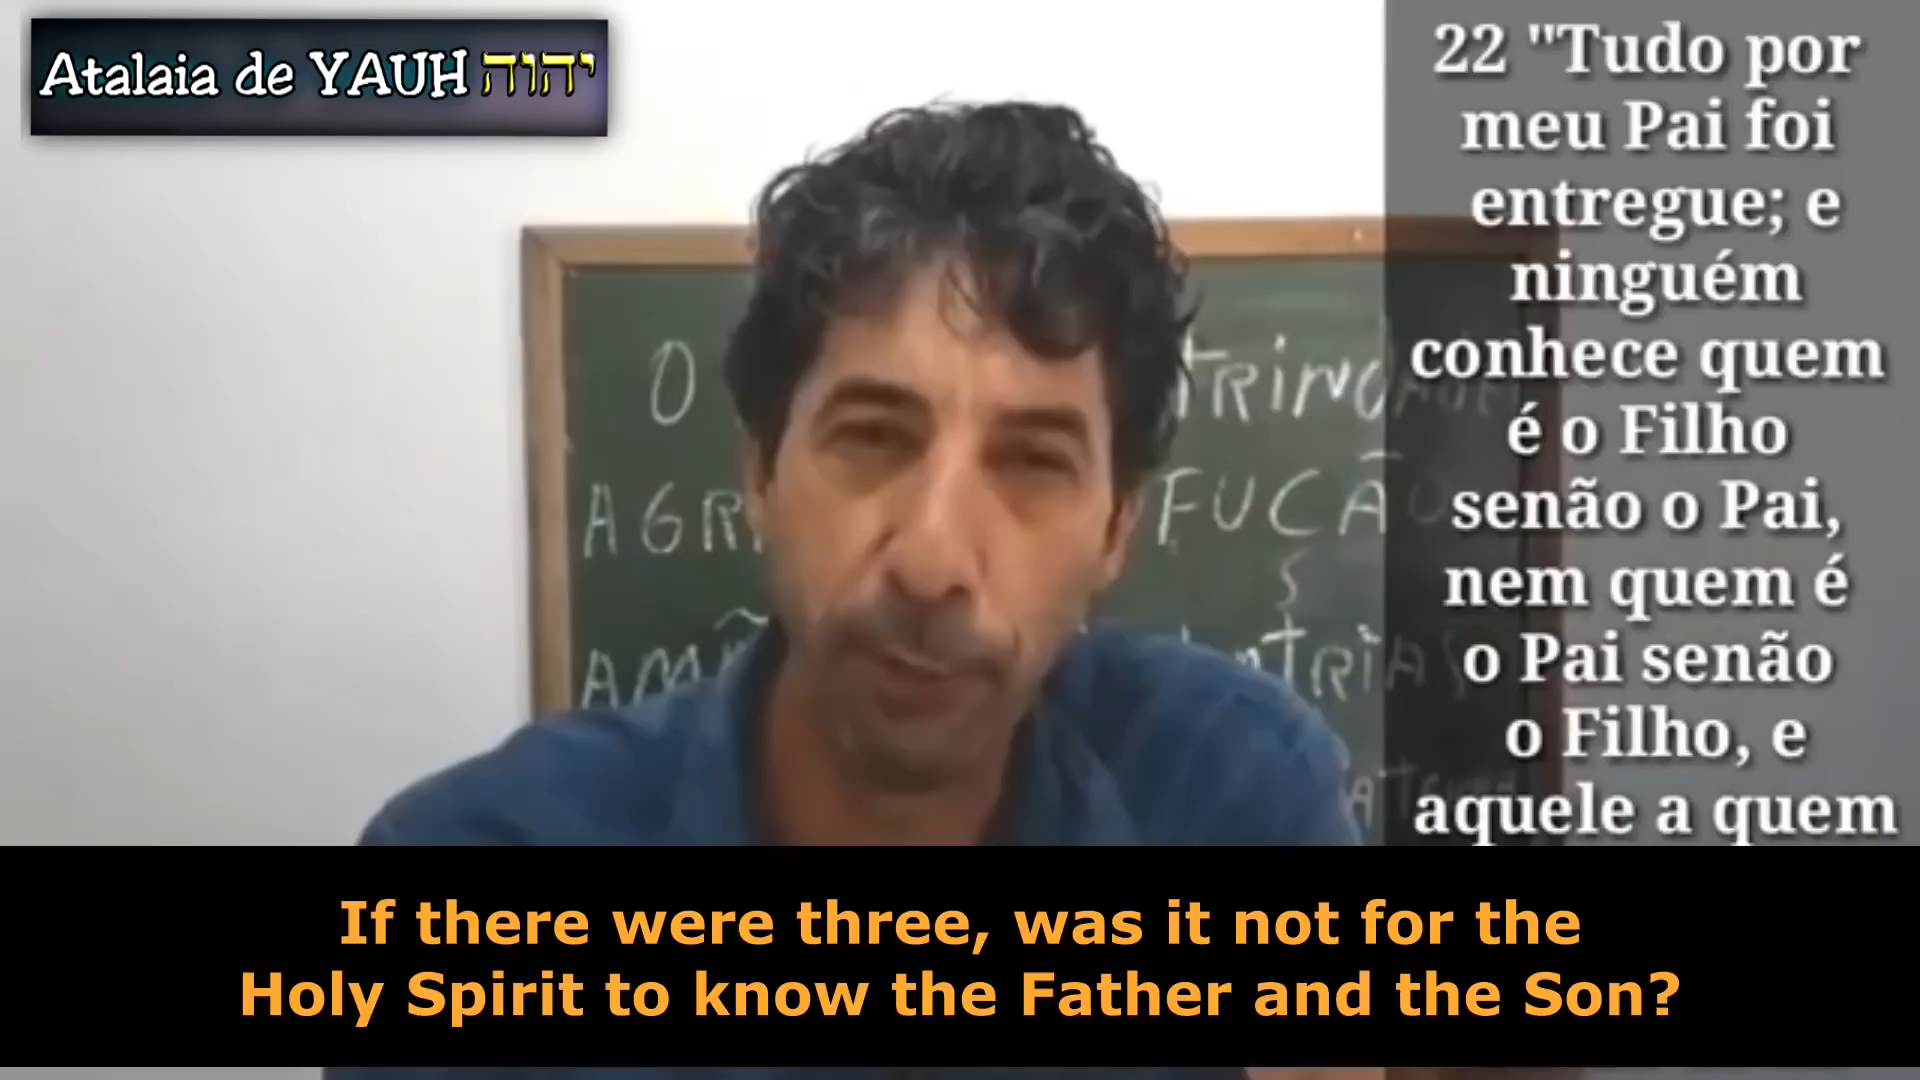 Atalaia de YAUH יהוה
22 "Tudo por
meu Pai foi
entregue; e
ninguém
conhece quem
é o Filho
senão o Pai,
nem quem é
o Pai senão
o Filho, e
aquele a quem
O
AGR
FUÇÃO
If there were three, was it not for the
Holy Spirit to know the Father and the Son?